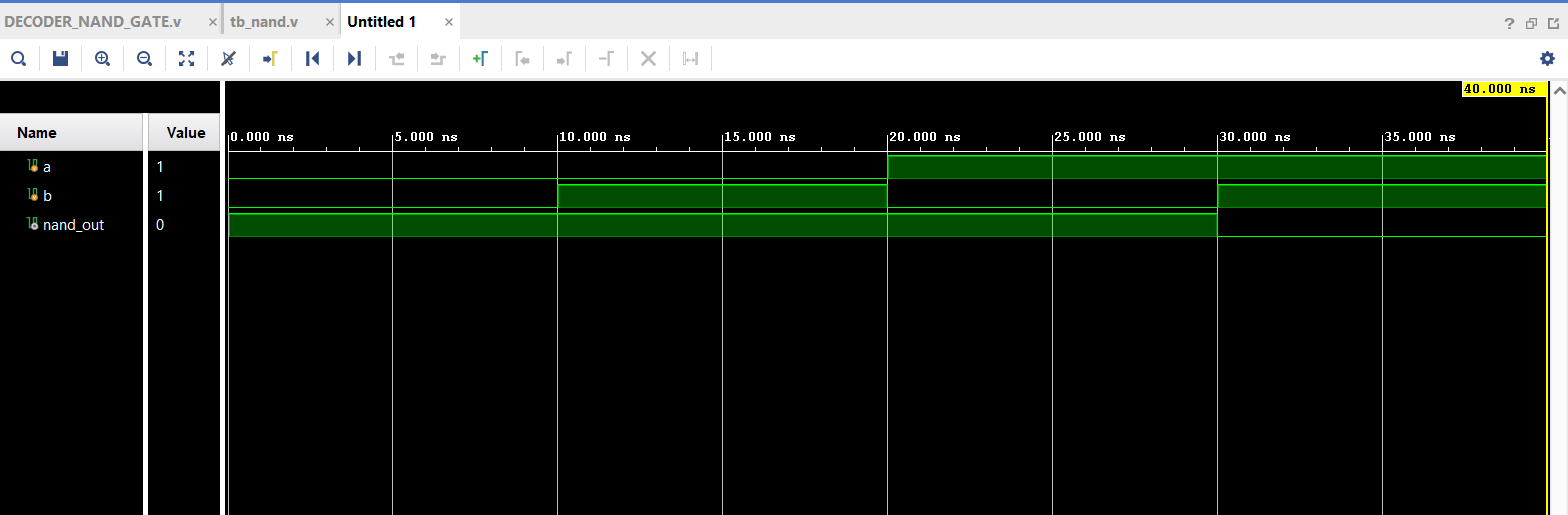 DECODER_NAND_GATE.v × tb_nand.v × Untitled 1 ×
?
40.000 ns
Name Value 0.000 ns 5.000 ns 10.000 ns 15.000 ns 20.000 ns 25.000 ns 30.000 ns 35.000 ns
a 1
b 1
nand_out 0